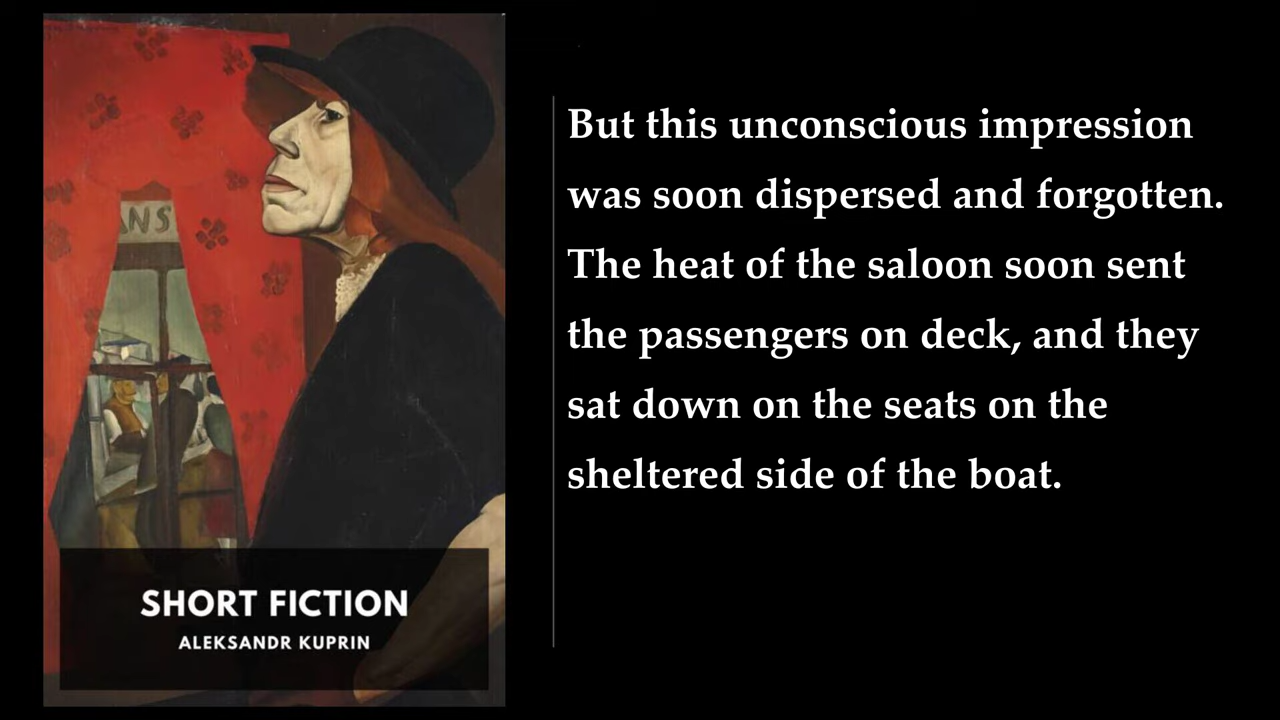 ANS
SHORT FICTION
ALEKSANDR KUPRIN
But this unconscious impression
was soon dispersed and forgotten.
The heat of the saloon soon sent
the passengers on deck, and they
sat down on the seats on the
sheltered side of the boat.